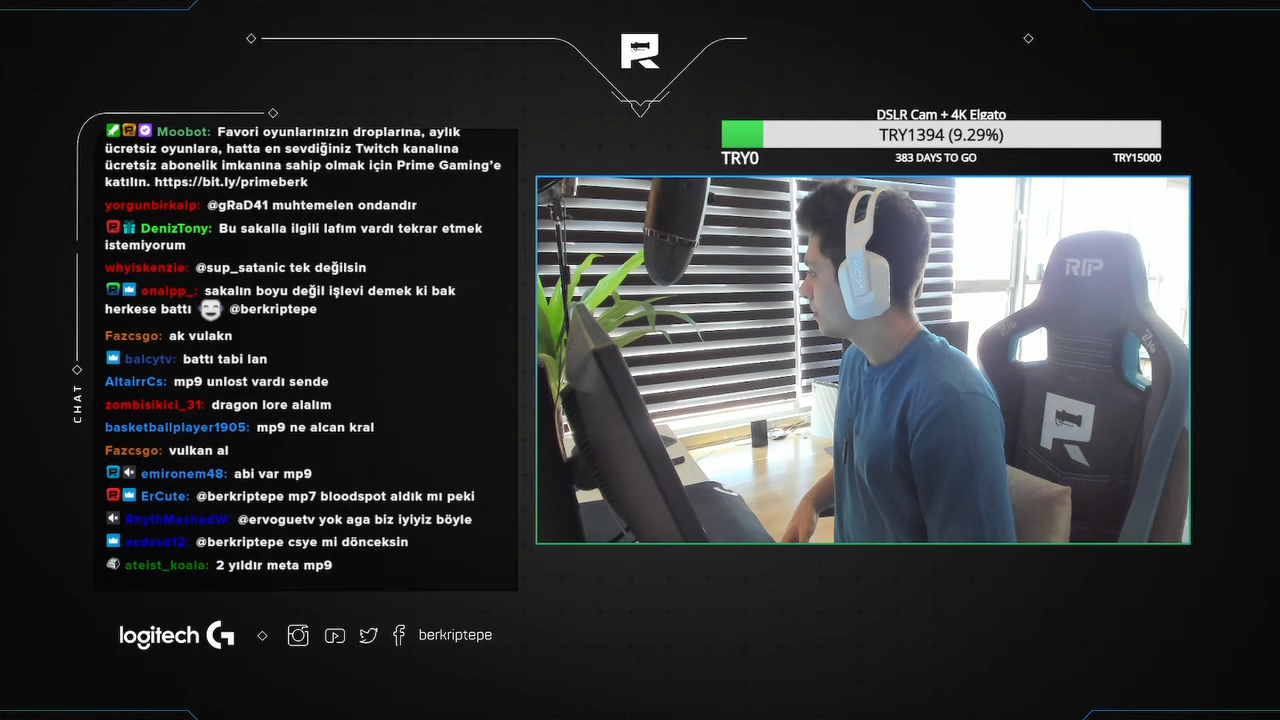 DSLR Cam + 4K Elgato
TRY1394 (9.29%)
TRY0 383 DAYS TO GO TRY15000
Moobot: Favori oyunlarınızın droplarına, aylık
ücretsiz oyunlara, hatta en sevdiğiniz Twitch kanalına
ücretsiz abonelik imkanına sahip olmak için Prime Gaming'e
katılın. https://bit.ly/primeberk
yorgunbirkalp: @gRaD41 muhtemelen ondandır
DenizTony: Bu sakalla ilgili lafım vardı tekrar etmek
istemiyorum
whyiskenzie: @sup_satanic tek değilsin
onalpp_: sakalın boyu değil işlevi demek ki bak
herkese battı @berkriptepe
Fazcsgo: ak vulakn
balcytv: battı tabi lan
AltairrCs: mp9 unlost vardı sende
zombisikici_31: dragon lore alalım
basketballplayer1905: mp9 ne alcan kral
Fazcsgo: vulkan al
emironem48: abi var mp9
ErCute: @berkriptepe mp7 bloodspot aldık mı peki
RhythMashadW: @ervoguetv yok aga biz iyiyiz böyle
asdvsd12: @berkriptepe csye mi dönceksin
ateist_koala: 2 yıldır meta mp9
CHAT
RIP
R
logitech G berkriptepe